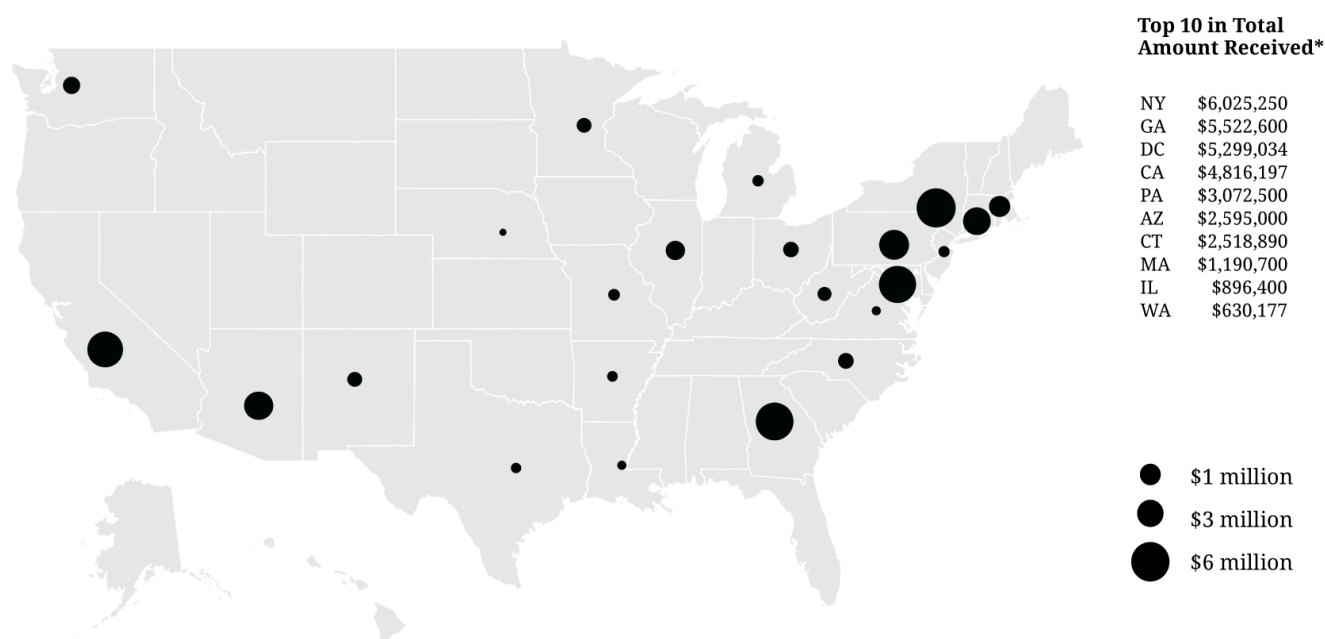 Top 10 in Total
Amount Received*
NY $6,025,250
GA $5,522,600
DC $5,299,034
CA $4,816,197
PA $3,072,500
AZ $2,595,000
CT $2,518,890
MA $1,190,700
IL $896,400
WA $630,177
$1 million
$3 million
$6 million